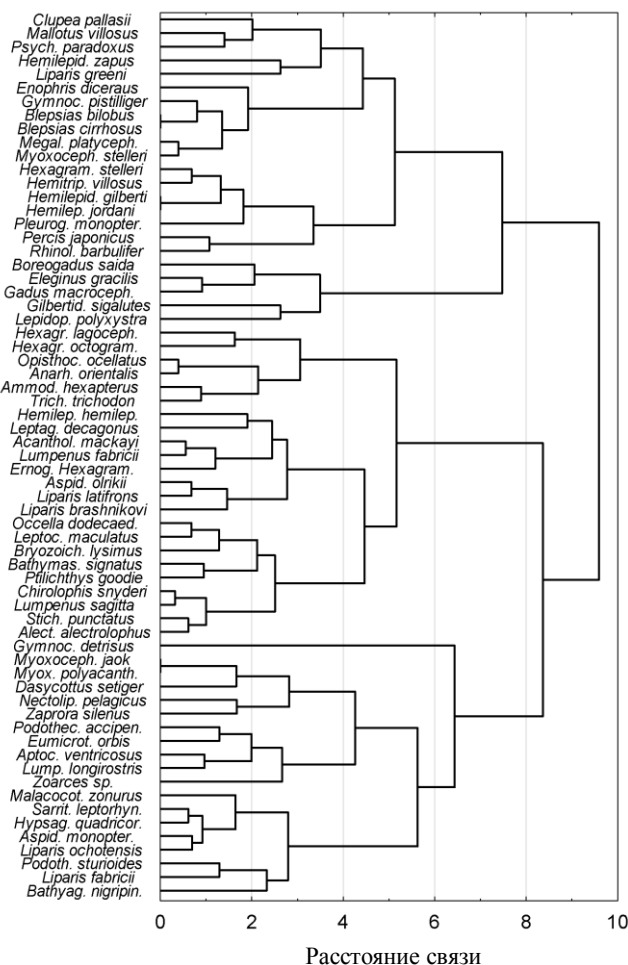 Clupea pallasii
Mallotus villosus
Psych. paradoxus
Hemilepid. zapus
Liparis greeni
Enophris diceraus
Gymnoc. pistilliger
Blepsias bilobus
Blepsias cirrhosus
Megal. platyceph.
Myoxoceph. stelleri
Hexagram. stelleri
Hemitrip. villosus
Hemilepid. gilberti
Hemilep. jordani
Pleurog. monopter.
Percis japonicus
Rhinol. barbulifer
Boreogadus saida
Eleginus gracilis
Gadus macroceph.
Gilbertid. sigalutes
Lepidop. polyxystra
Hexagr. lagoceph.
Hexagr. octogram.
Opisthoc. ocellatus
Anarh. orientalis
Ammod. hexapterus
Trich. trichodon
Hemilep. hemilep.
Leptag. decagonus
Acanthol. mackayi
Lumpenus fabricii
Ernog. Hexagram.
Aspid. olrikii
Liparis latifrons
Liparis brashnikovi
Occella dodecaed.
Leptoc. maculatus
Bryozoich. lysimus
Bathymas. signatus
Ptilichthys goodie
Chirolophis snyderi
Lumpenus sagitta
Stich. punctatus
Alect. alectrolophus
Gymnoc. detrisus
Myoxoceph. jaok
Myox. polyacanth.
Dasycottus setiger
Nectolip. pelagicus
Zaprora silenus
Podothec. accipen.
Eumicrot. orbis
Aptoc. ventricosus
Lump. longirostris
Zoarces sp.
Malacocot. zonurus
Sarrit. leptorhyn.
Hypsag. quadricor.
Aspid. monopter.
Liparis ochotensis
Podoth. sturioides
Liparis fabricii
Bathyag. nigripin.
0 2 4 6 8 10
Расстояние связи